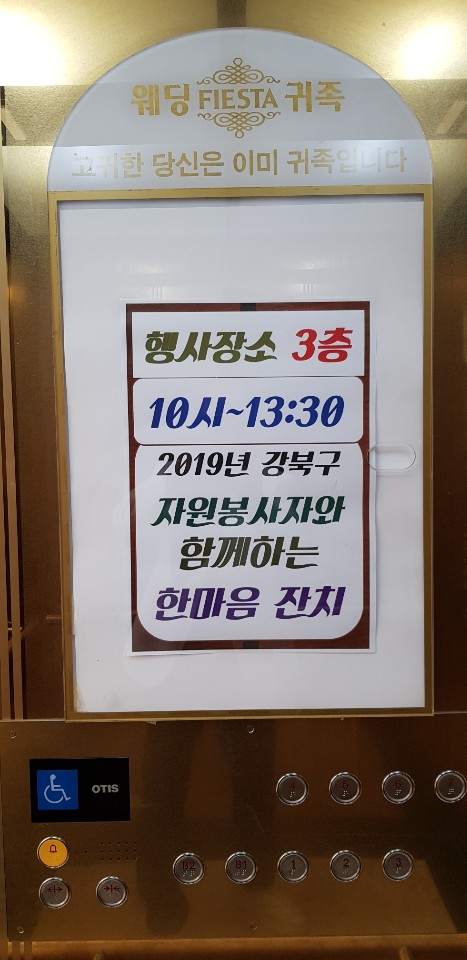 웨딩 FIESTA 귀족
고귀한 당신은 이미 귀족입니다
행사장소 3층
10시~13:30
2019년 강북구
자원봉사자와
함께하는
한마음 잔치
OTIS
4 5 6
B2 B1 1 2 3